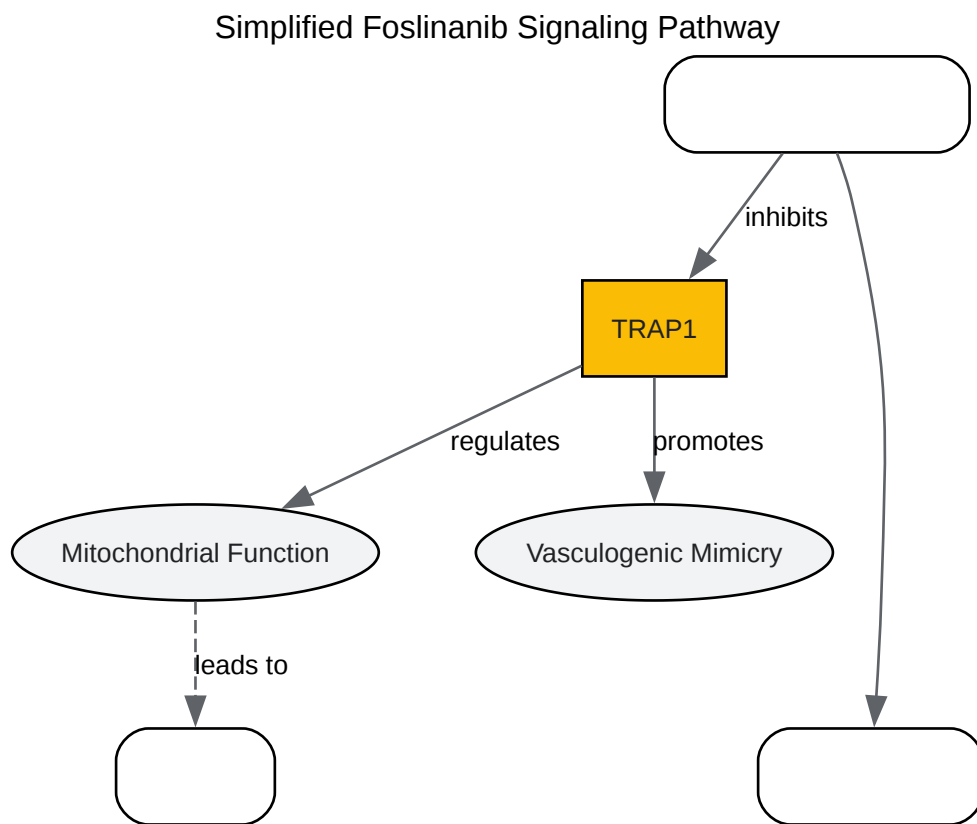 Simplified Foslinanib Signaling Pathway
inhibits
TRAP1
regulates
promotes
Mitochondrial Function
Vasculogenic Mimicry
leads to